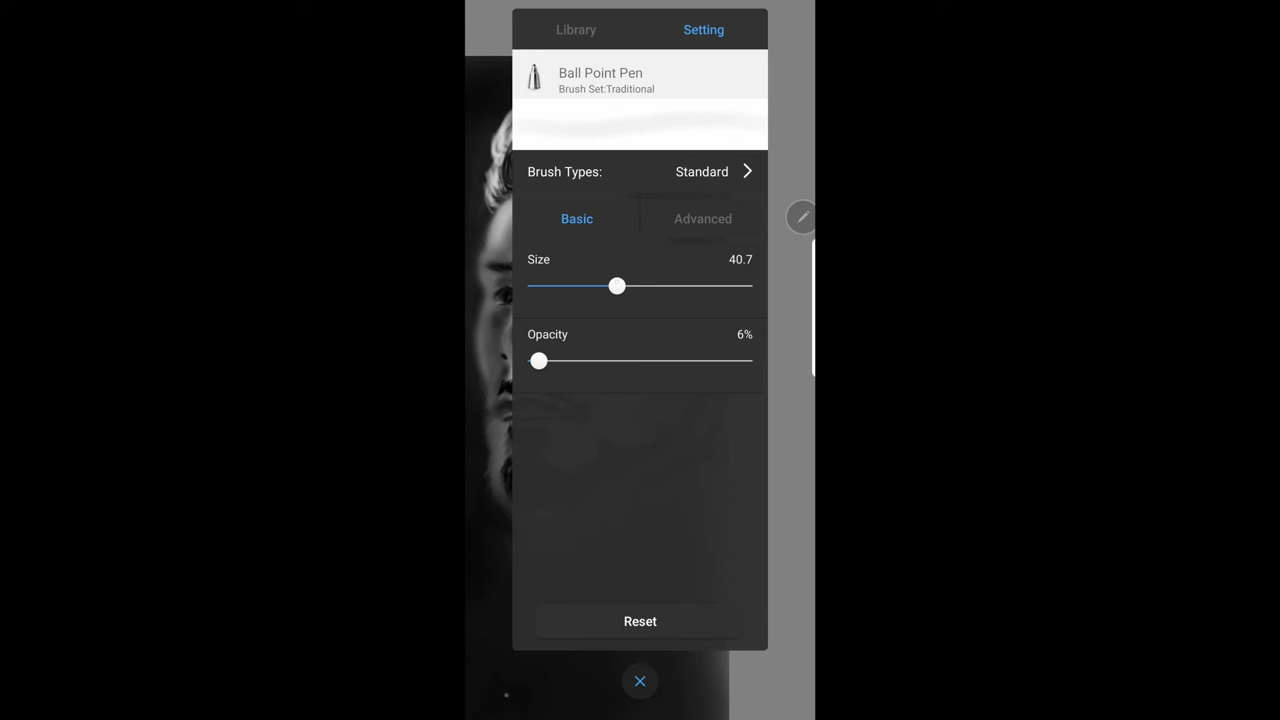 Library Setting
Ball Point Pen
Brush Set:Traditional
Brush Types: Standard
Basic Advanced
Size 40.7
Opacity 6%
Reset